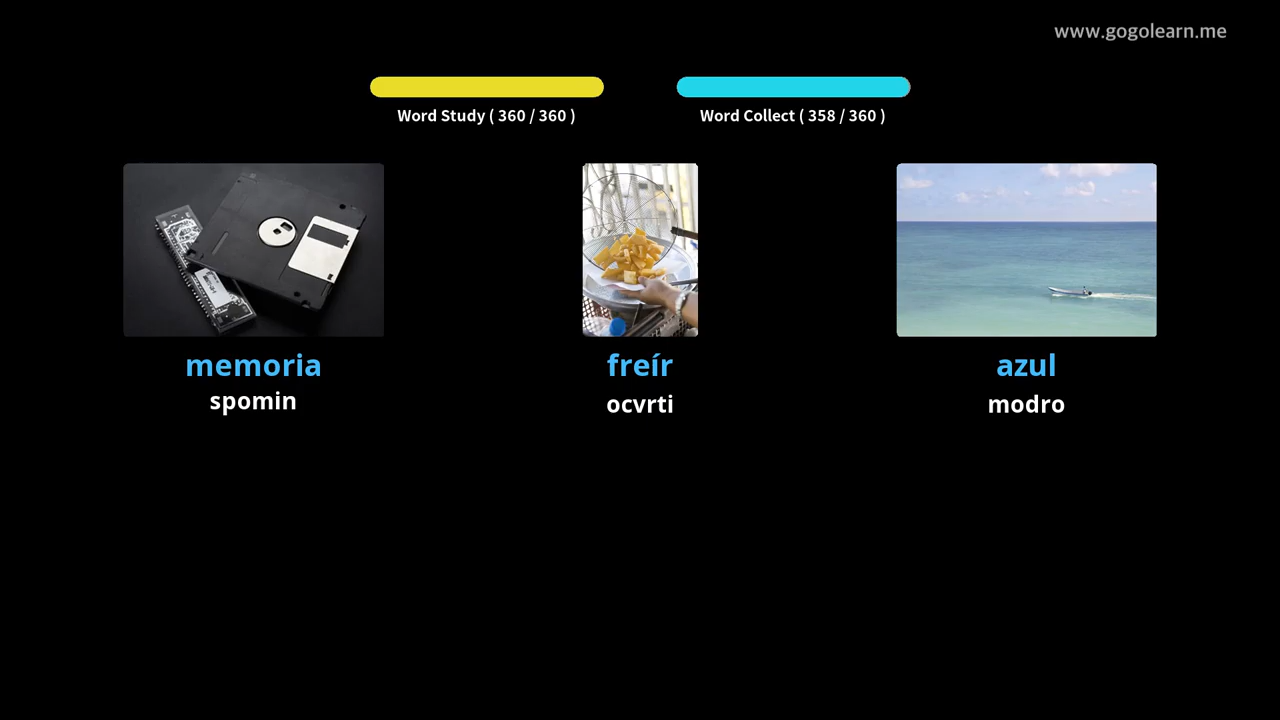 www.gogolearn.me
Word Study ( 360 / 360 )
Word Collect ( 358 / 360 )
memoria
spomin
freír
ocvrti
azul
modro